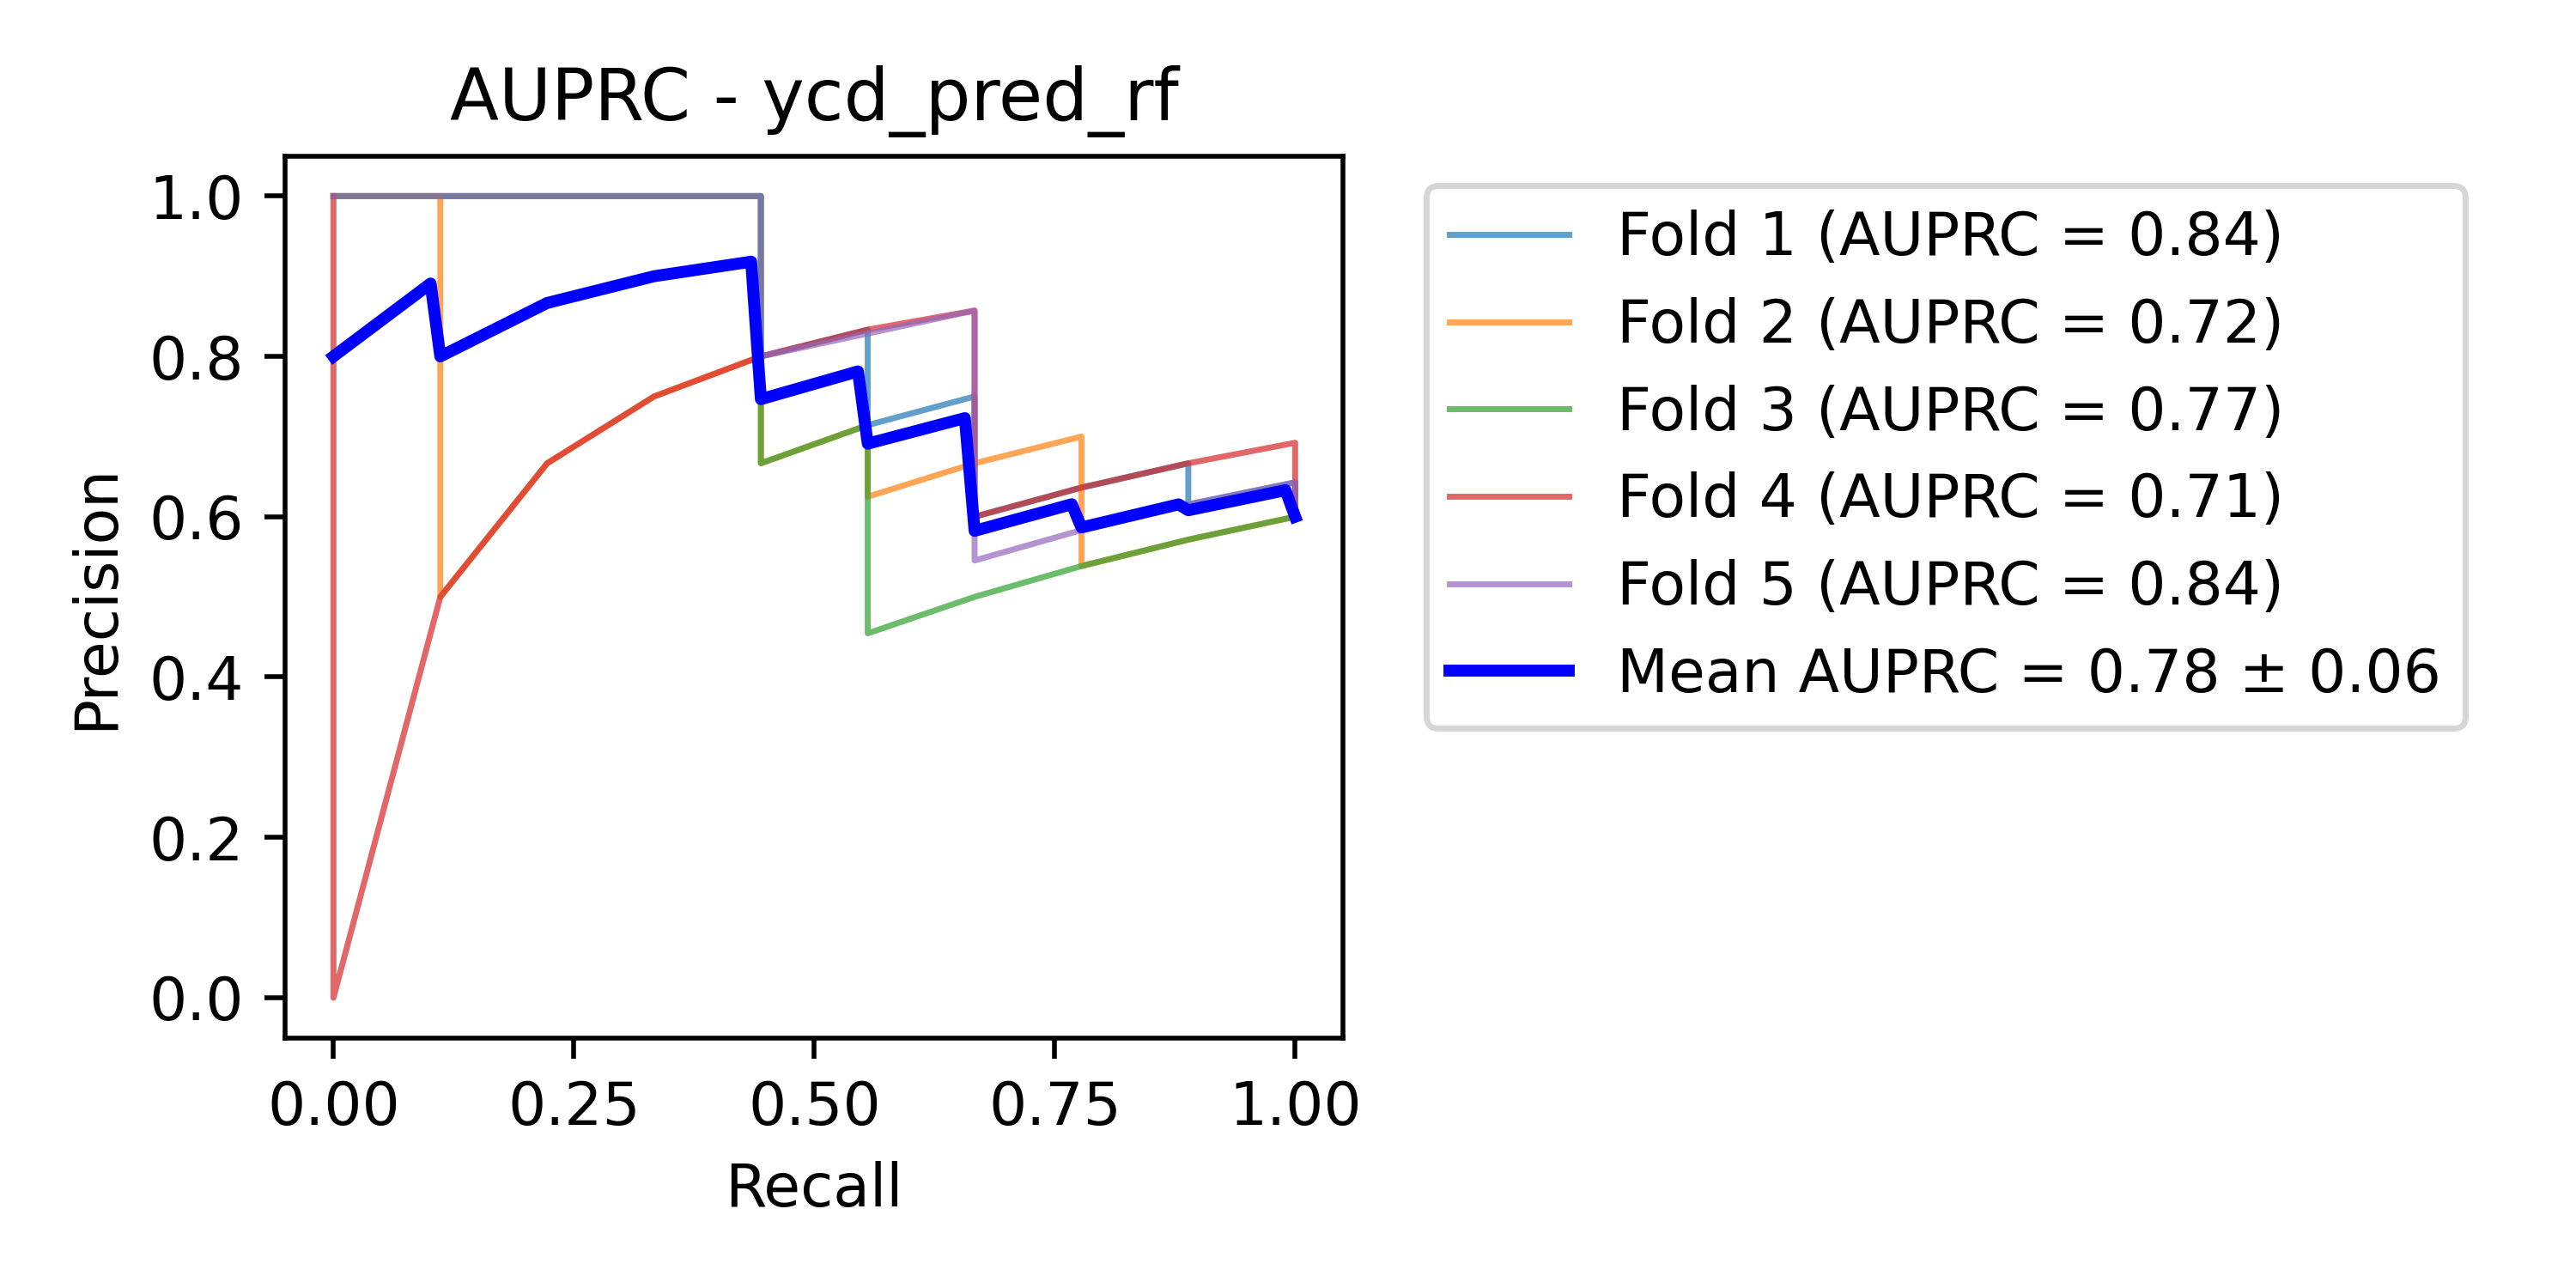 AUPRC - ycd_pred_rf
1.0
0.8
0.6
0.4
0.2
0.0
Precision
0.00 0.25 0.50 0.75 1.00
Recall
Fold 1 (AUPRC = 0.84)
Fold 2 (AUPRC = 0.72)
Fold 3 (AUPRC = 0.77)
Fold 4 (AUPRC = 0.71)
Fold 5 (AUPRC = 0.84)
Mean AUPRC = 0.78 ± 0.06